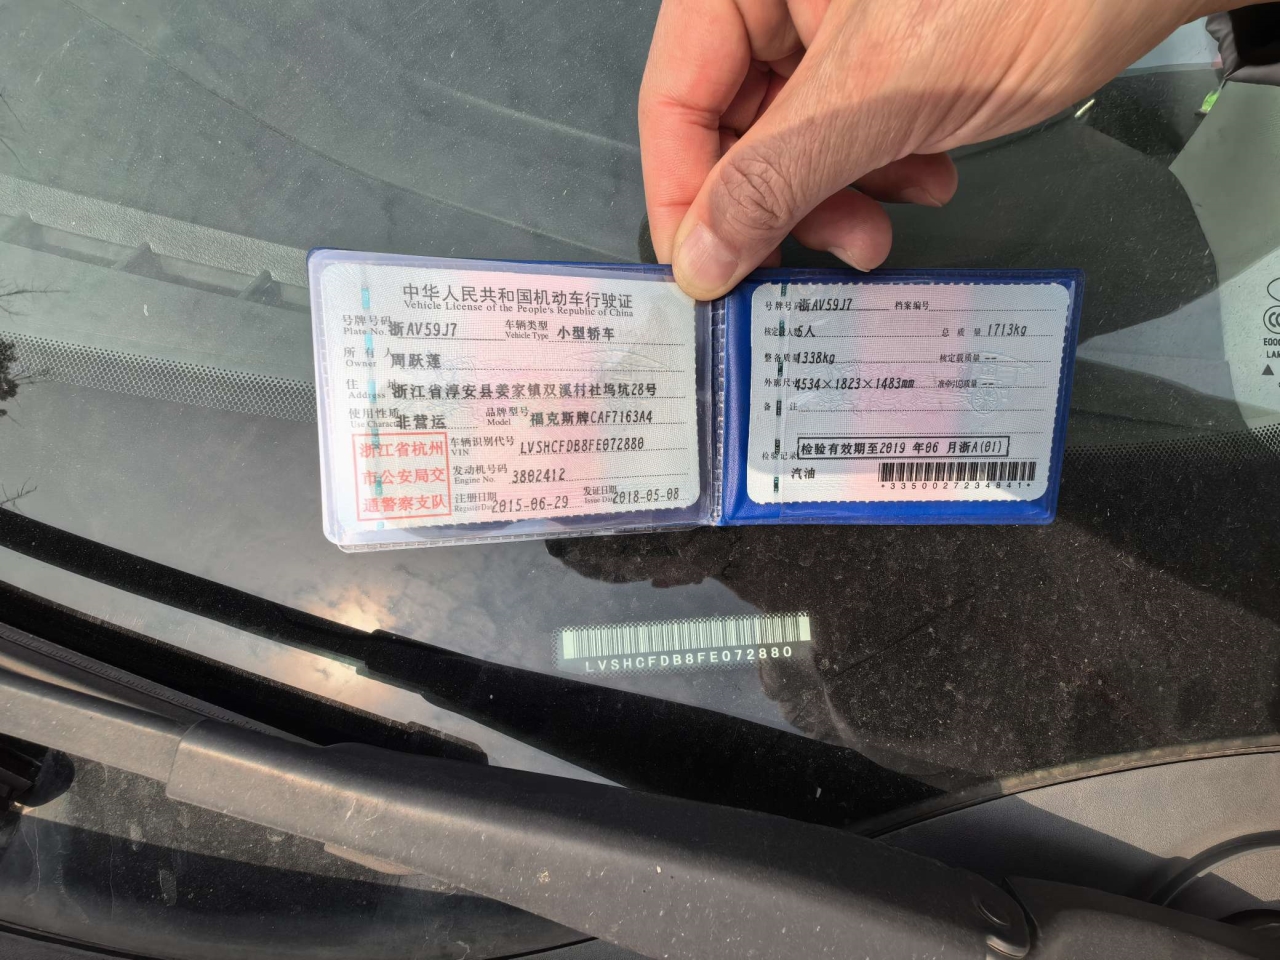 中华人民共和国机动车行驶证
Vehicle License of the People's Republic of China
号牌号码 浙AV59J7 车辆类型 小型轿车
Plate No. Vehicle Type
所有人 周跃莲
Owner
住址 浙江省淳安县姜家镇双溪村社坞坑28号
Address
使用性质 非营运 品牌型号 福克斯牌CAF7163A4
Use Character Model
浙江省杭州
市公安局交
通警察支队
车辆识别代号 LVSHCFDB8FE072880
VIN
发动机号码 3802412
Engine No.
注册日期 2015-06-29 发证日期 2018-05-08
Register Date Issue Date
号牌号码 浙AV59J7 档案编号
核定载人数 5人 总质量 1713kg
整备质量 1338kg 核定载质量 --
外廓尺寸 4534×1823×1483mm 准牵引总质量 --
备注
检验记录 检验有效期至2019年06月浙A(01)
汽油
*3350027234841*
LVSHCFDB8FE072880